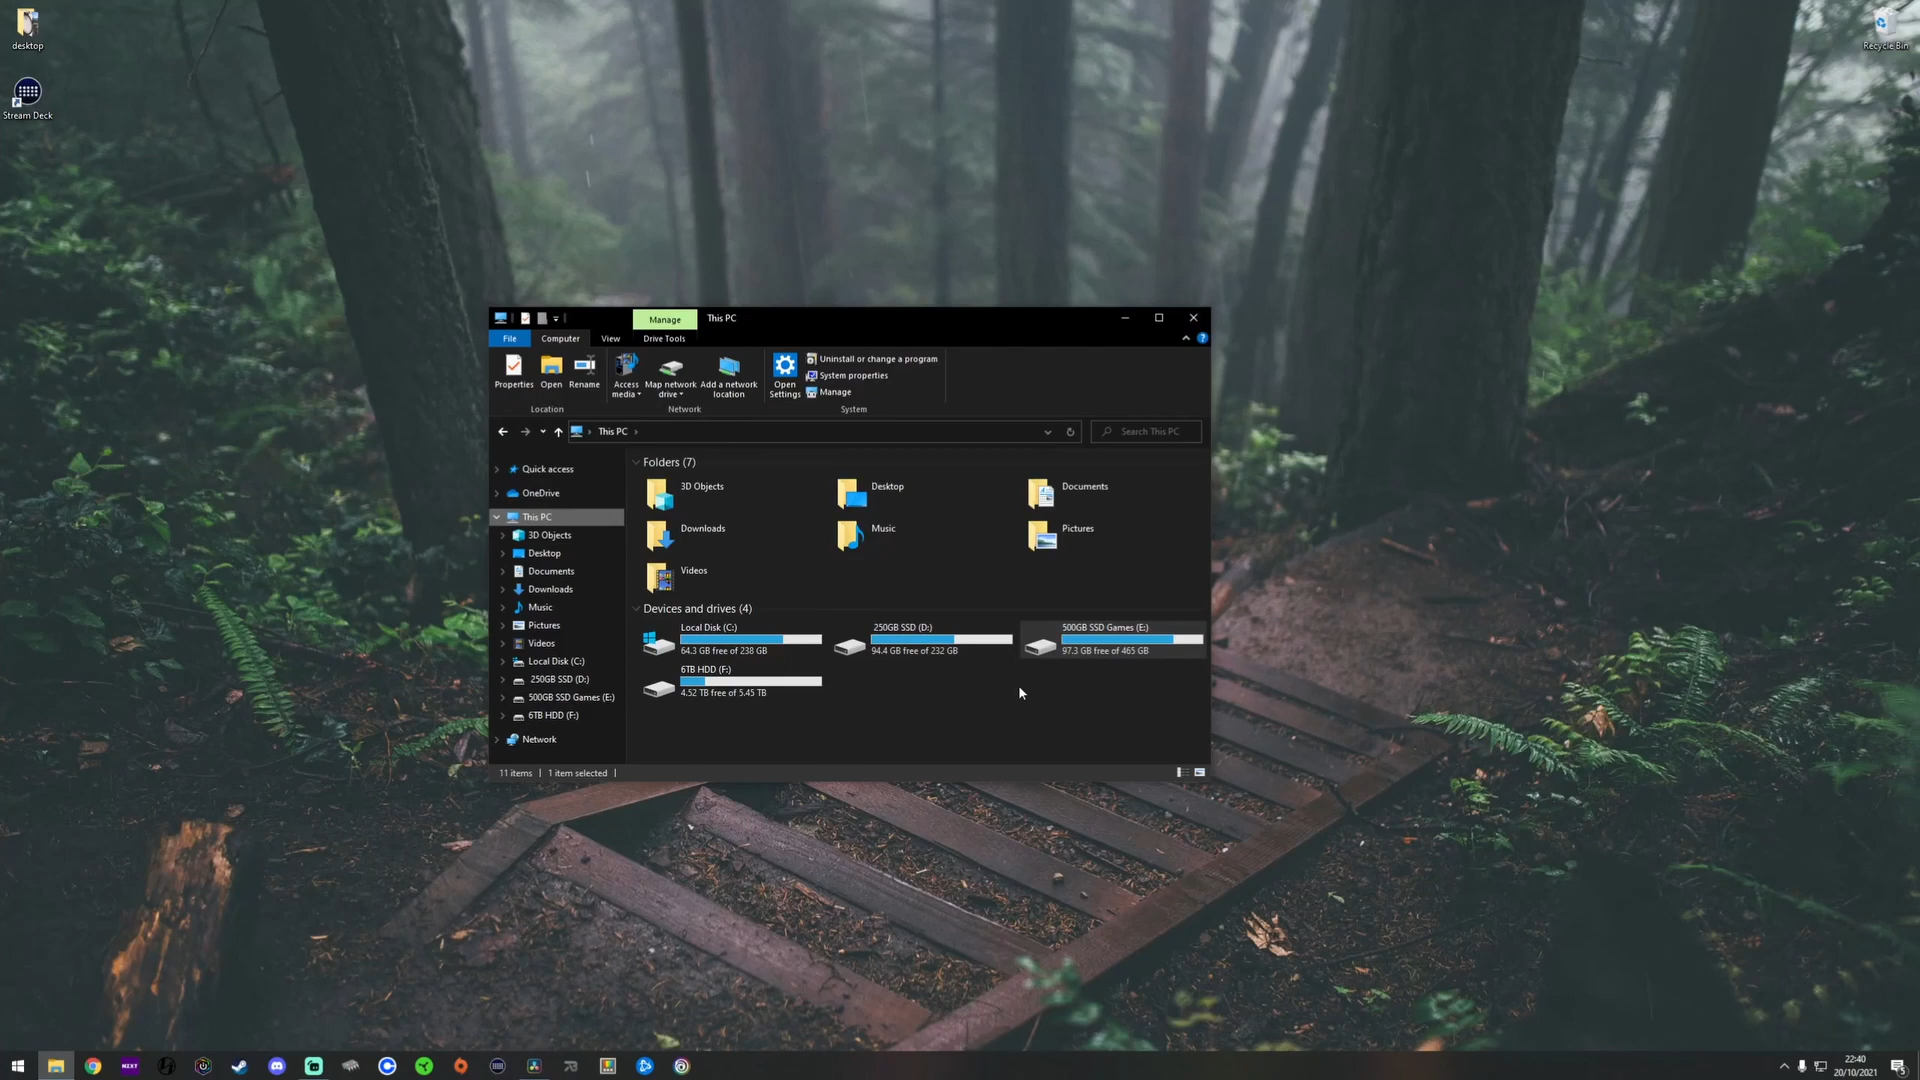 desktop
Stream Deck
Recycle Bin
Manage This PC
File Computer View Drive Tools
Properties Open Rename
Access media
Map network drive
Add a network location
Open Settings
Uninstall or change a program
System properties
Manage
Location Network System
This PC
Search This PC
Quick access
OneDrive
This PC
3D Objects
Desktop
Documents
Downloads
Music
Pictures
Videos
Local Disk (C:)
250GB SSD (D:)
500GB SSD Games (E:)
6TB HDD (F:)
Network
Folders (7)
3D Objects Desktop Documents
Downloads Music Pictures
Videos
Devices and drives (4)
Local Disk (C:)
64.3 GB free of 238 GB
250GB SSD (D:)
94.4 GB free of 232 GB
500GB SSD Games (E:)
97.3 GB free of 465 GB
6TB HDD (F:)
4.52 TB free of 5.45 TB
11 items 1 item selected
NZXT
22:40
20/10/2021